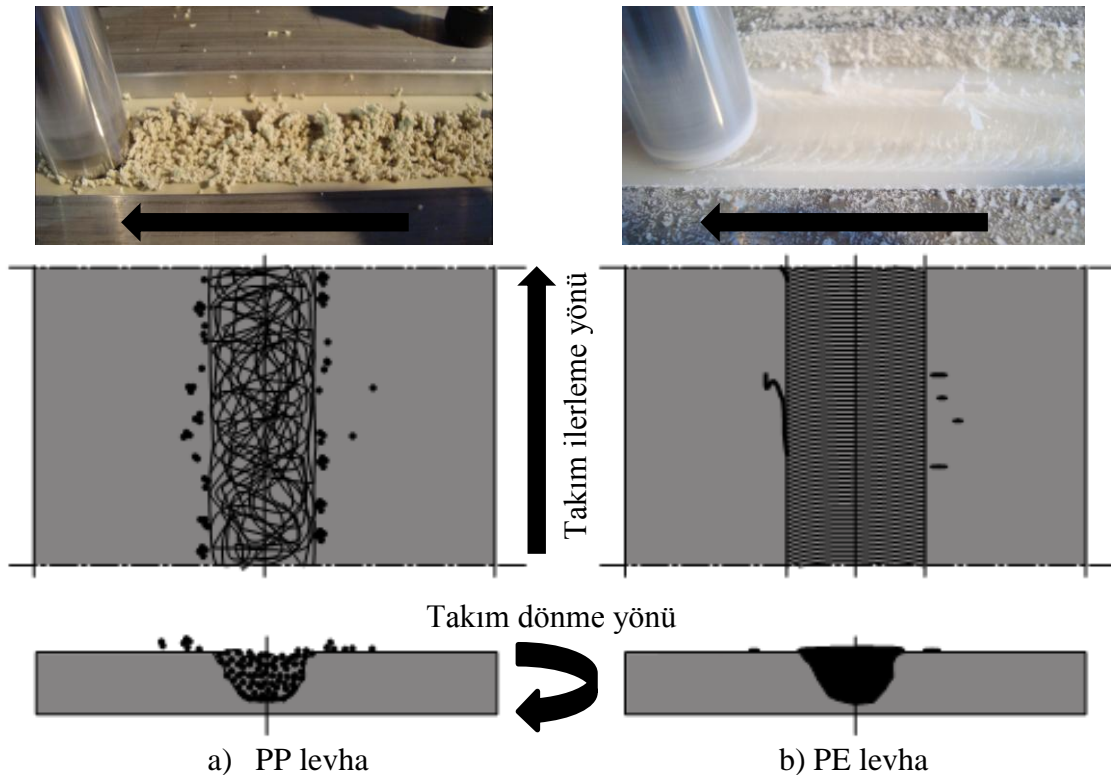 Takım ilerleme yönü
Takım dönme yönü
a) PP levha
b) PE levha